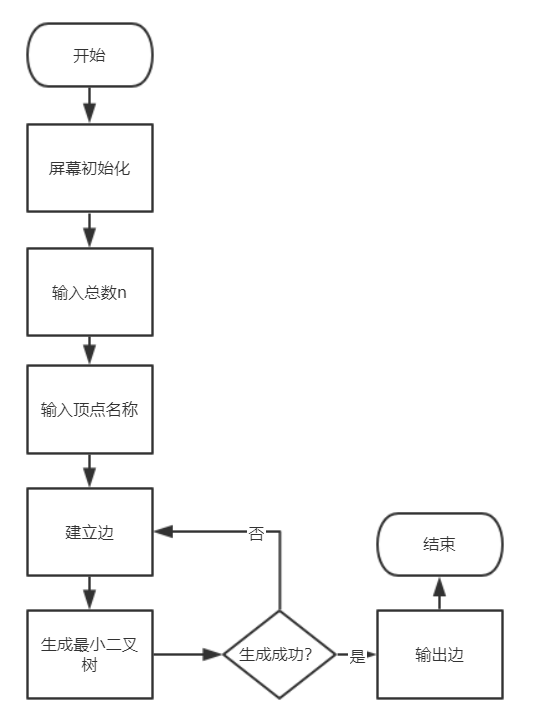 开始
屏幕初始化
输入总数n
输入顶点名称
建立边
否
生成最小二叉
树
生成成功?
是
输出边
结束